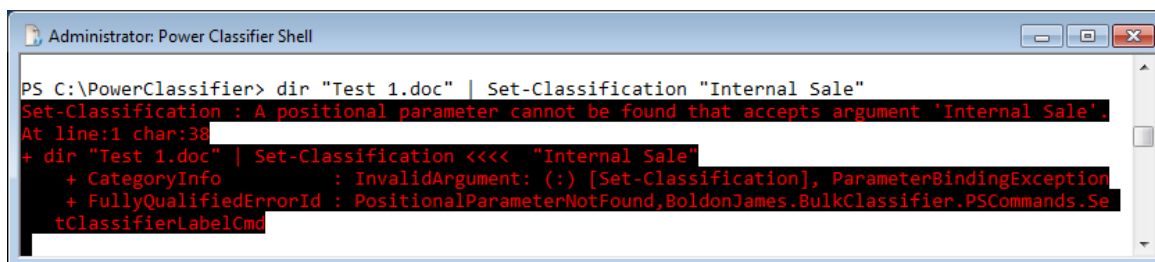 Administrator: Power Classifier Shell
PS C:\PowerClassifier> dir "Test 1.doc" | Set-Classification "Internal Sale"
Set-Classification : A positional parameter cannot be found that accepts argument 'Internal Sale'.
At line:1 char:38
+ dir "Test 1.doc" | Set-Classification <<<<  "Internal Sale"
    + CategoryInfo          : InvalidArgument: (:) [Set-Classification], ParameterBindingException
    + FullyQualifiedErrorId : PositionalParameterNotFound,BoldonJames.BulkClassifier.PSCommands.Se
   tClassifierLabelCmd